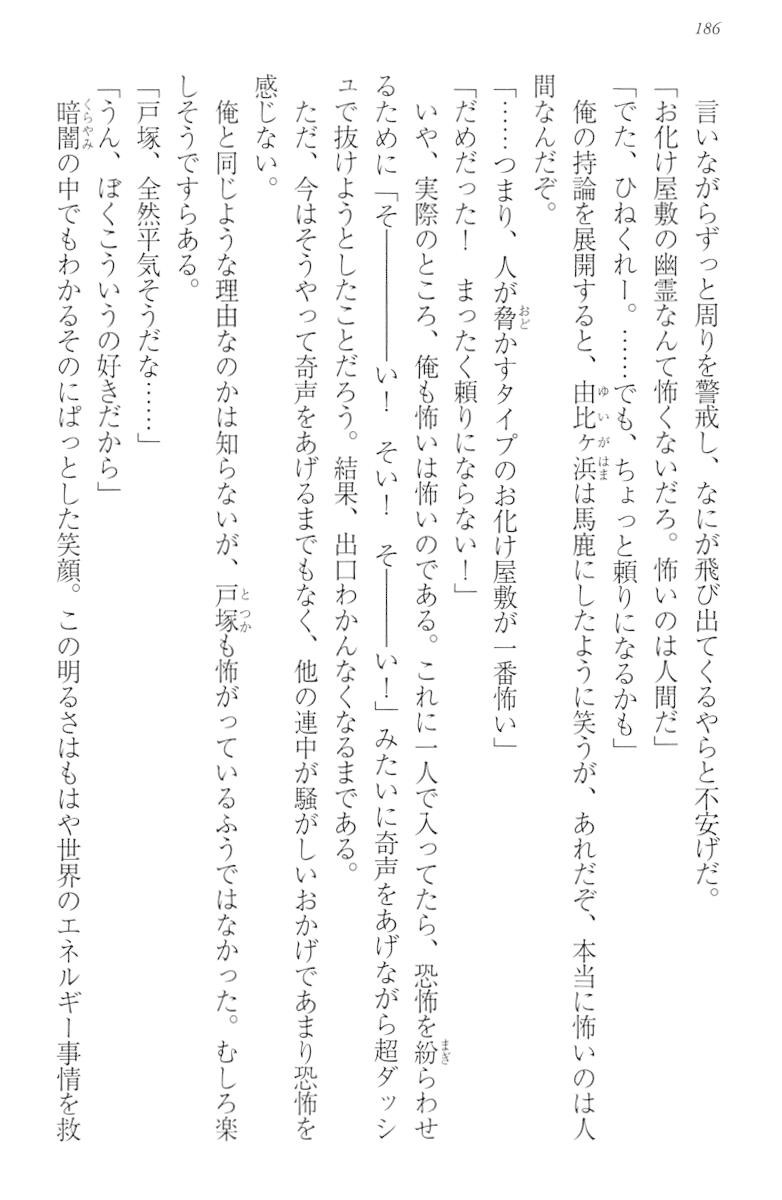 186
言いながらずっと周りを警戒し、なにが飛び出てくるやらと不安げだ。
「お化け屋敷の幽霊なんて怖くないだろ。怖いのは人間だ」
「でた、ひねくれー。……でも、ちょっと頼りになるかも」
俺の持論を展開すると、由比ヶ浜は馬鹿にしたように笑うが、あれだぞ、本当に怖いのは人
間なんだぞ。
「……つまり、人が脅かすタイプのお化け屋敷が一番怖い」
「だめだった！　まったく頼りにならない！」
いや、実際のところ、俺も怖いは怖いのである。これに一人で入ってたら、恐怖を紛らわせ
るために「そ――――い！　そい！　そ――――い！」みたいに奇声をあげながら超ダッシ
ュで抜けようとしたことだろう。結果、出口わかんなくなるまである。
ただ、今はそうやって奇声をあげるまでもなく、他の連中が騒がしいおかげであまり恐怖を
感じない。
俺と同じような理由なのかは知らないが、戸塚も怖がっているふうではなかった。むしろ楽
しそうですらある。
「戸塚、全然平気そうだな……」
「うん、ぼくこういうの好きだから」
暗闇の中でもわかるそのにぱっとした笑顔。この明るさはもはや世界のエネルギー事情を救